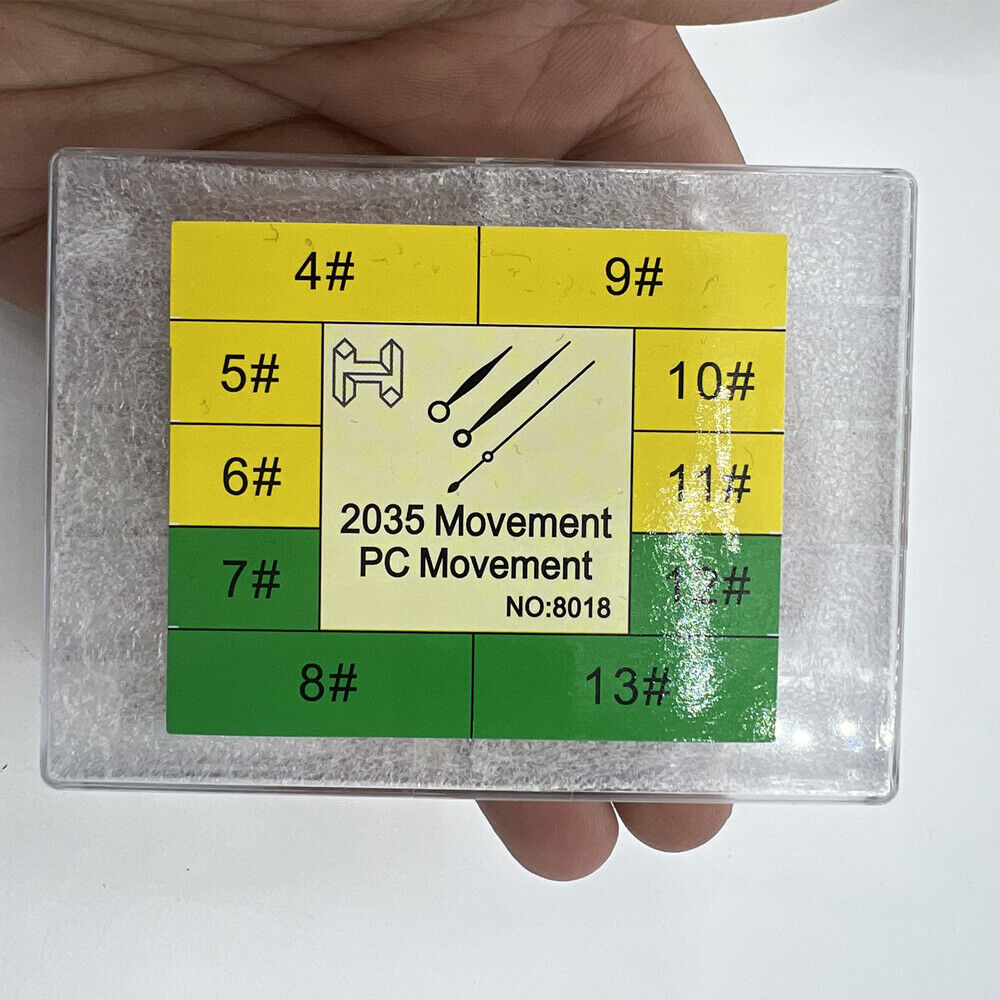 4# 9#
5# 10#
6# 11#
7# 12#
8# 13#
2035 Movement
PC Movement
NO:8018